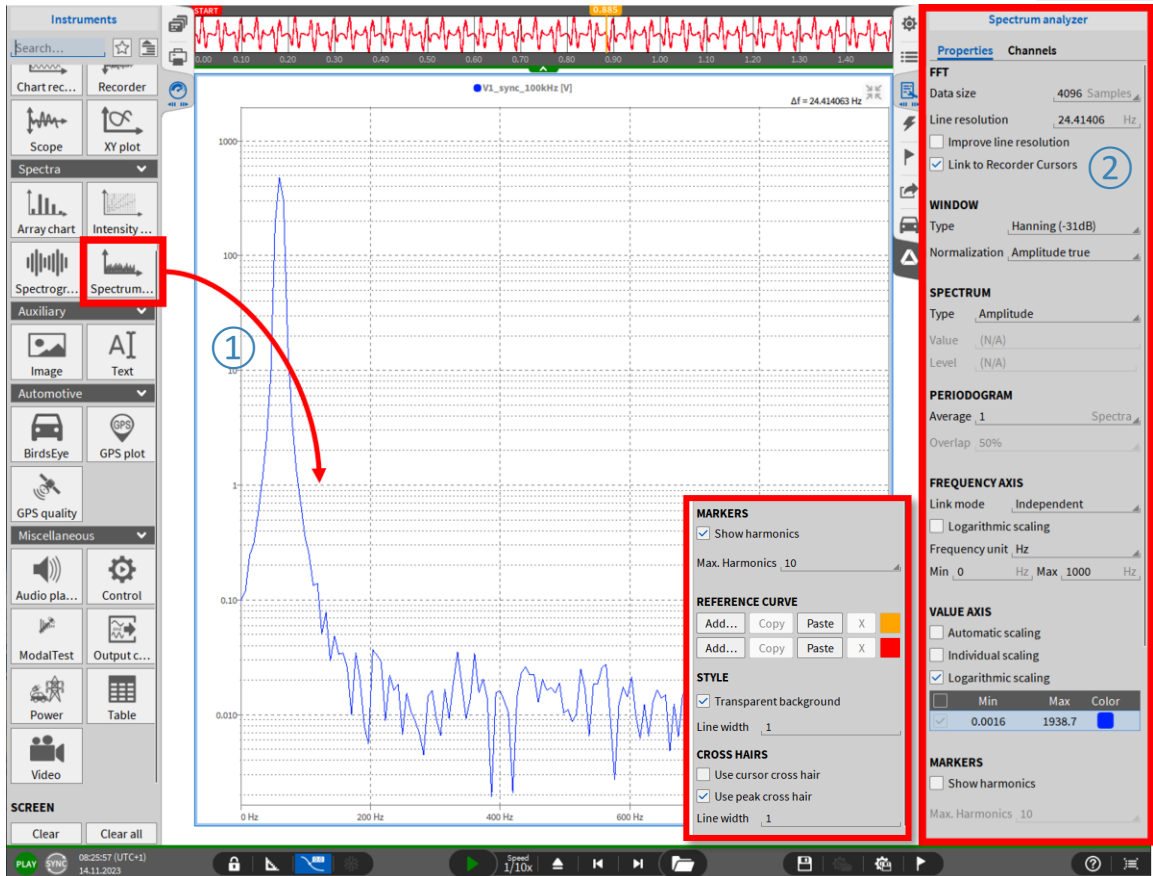 Instruments
Search...
Chart rec... Recorder
Scope XY plot
Spectra
Array chart Intensity ...
Spectrogr... Spectrum...
Auxiliary
AI
Image Text
Automotive
GPS
BirdsEye GPS plot
GPS quality
Miscellaneous
Audio pla... Control
ModalTest Output c...
Power Table
Video
SCREEN
Clear Clear all
START
0.885
0.00 0.10 0.20 0.30 0.40 0.50 0.60 0.70 0.80 0.90 1.00 1.10 1.20 1.30 1.40
V1_sync_100kHz [V]
Δf = 24.414063 Hz
1000
100
1
10
1
0.10
0.010
0 Hz 200 Hz 400 Hz 600 Hz
MARKERS
Show harmonics
Max. Harmonics 10
REFERENCE CURVE
Add... Copy Paste X
Add... Copy Paste X
STYLE
Transparent background
Line width 1
CROSS HAIRS
Use cursor cross hair
Use peak cross hair
Line width 1
Spectrum analyzer
Properties Channels
FFT
Data size 4096 Samples
Line resolution 24.41406 Hz
Improve line resolution
Link to Recorder Cursors
2
WINDOW
Type Hanning (-31dB)
Normalization Amplitude true
SPECTRUM
Type Amplitude
Value (N/A)
Level (N/A)
PERIODOGRAM
Average 1 Spectra
Overlap 50%
FREQUENCY AXIS
Link mode Independent
Logarithmic scaling
Frequency unit Hz
Min 0 Hz Max 1000 Hz
VALUE AXIS
Automatic scaling
Individual scaling
Logarithmic scaling
Min Max Color
0.0016 1938.7
MARKERS
Show harmonics
Max. Harmonics 10
PLAY SYNC 08:25:57 (UTC+1)
14.11.2023
Speed
1/10x